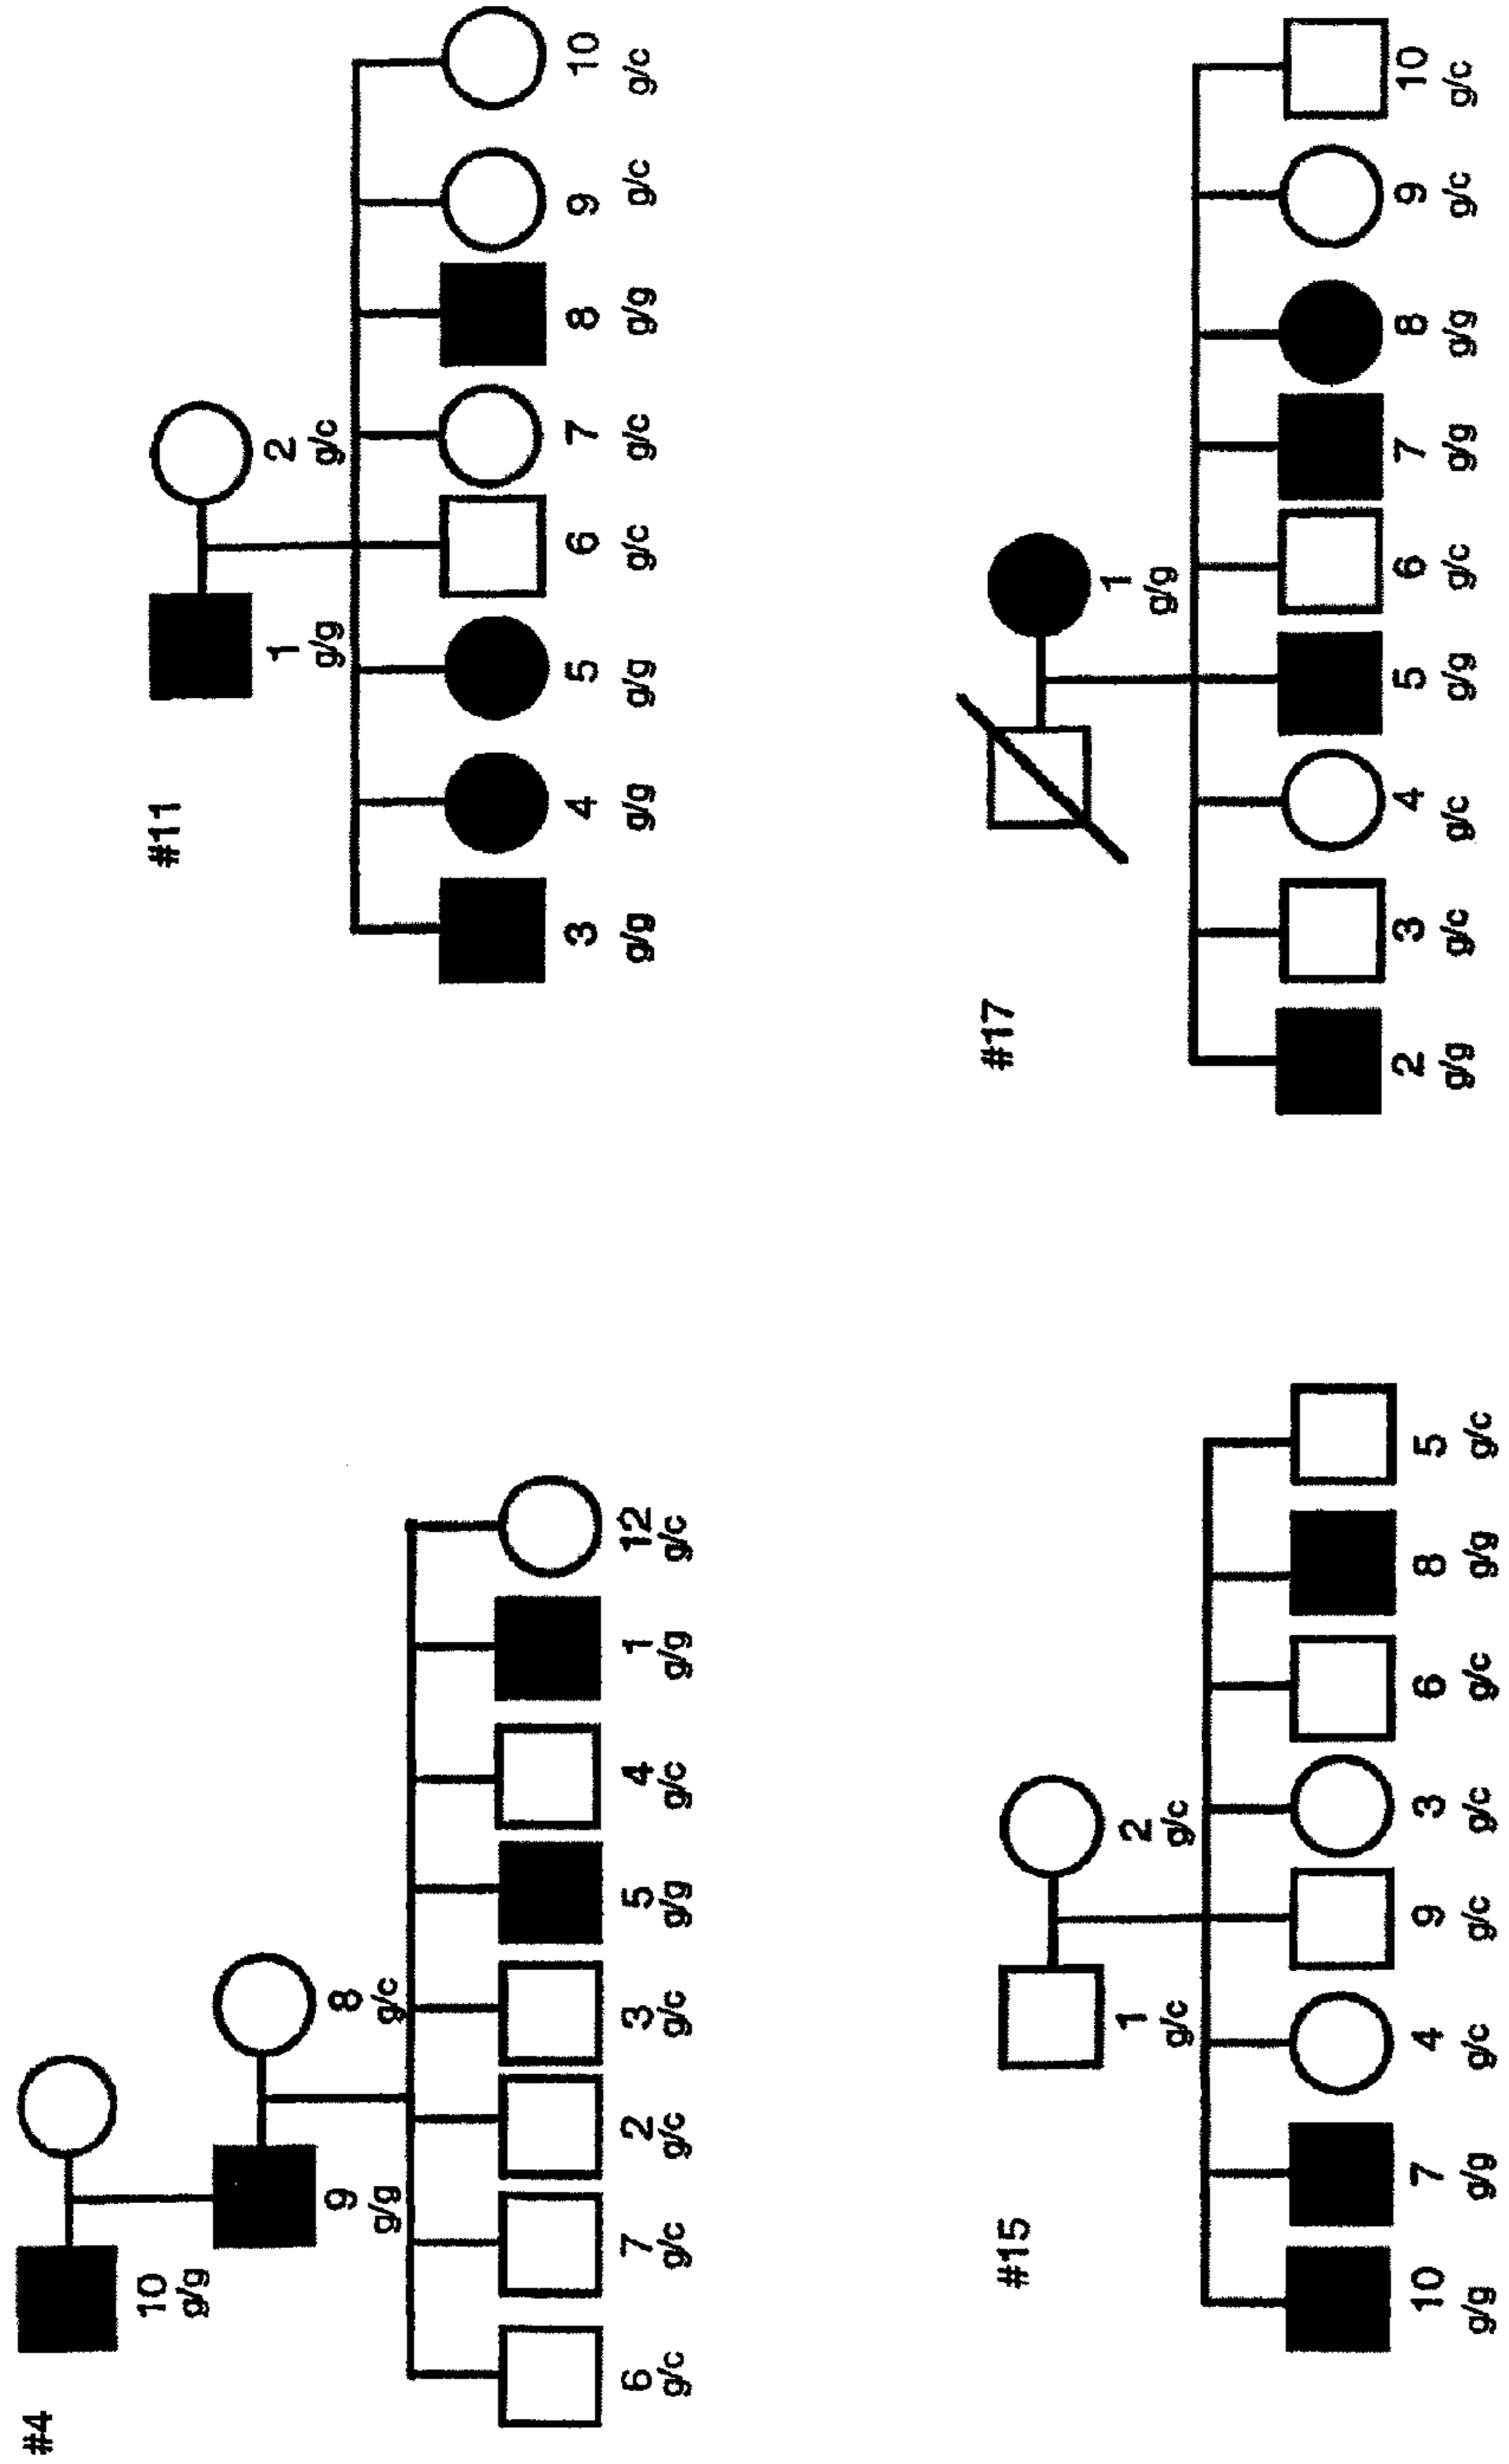 #4
10
g/g
9 8
g/g g/c
6 7 2 3 5 4 1 12
g/c g/c g/c g/c g/g g/c g/g g/c
#11
1 2
g/g g/c
3 4 5 6 7 8 9 10
g/g g/g g/g g/c g/c g/g g/c g/c
#15
1 2
g/c g/c
10 7 4 9 3 6 8 5
g/g g/g g/c g/c g/c g/c g/g g/c
#17
1
g/g
2 3 4 5 6 7 8 9 10
g/g g/c g/c g/g g/c g/g g/g g/c g/c